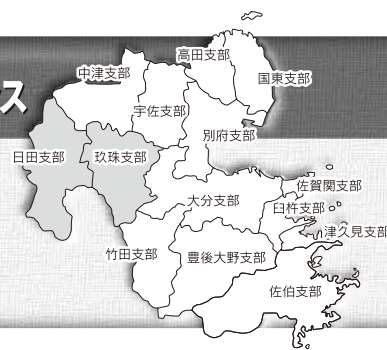 ス
高田支部
中津支部
国東支部
宇佐支部
別府支部
日田支部
玖珠支部
佐賀関支部
大分支部
臼杵支部
津久見支部
竹田支部
豊後大野支部
佐伯支部